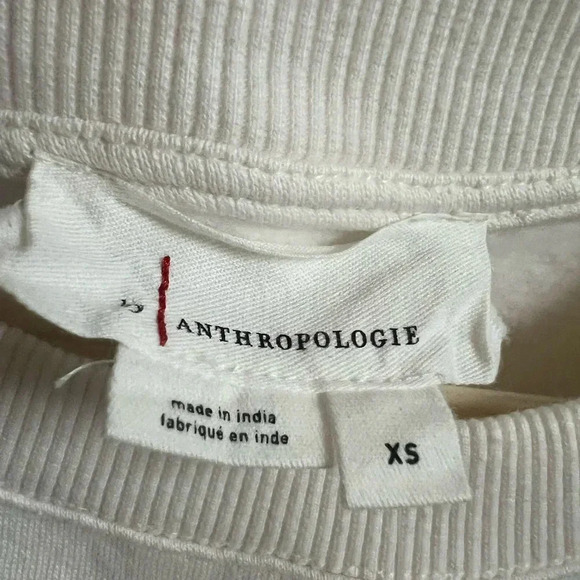 by ANTHROPOLOGIE
made in india
fabriqué en inde
XS